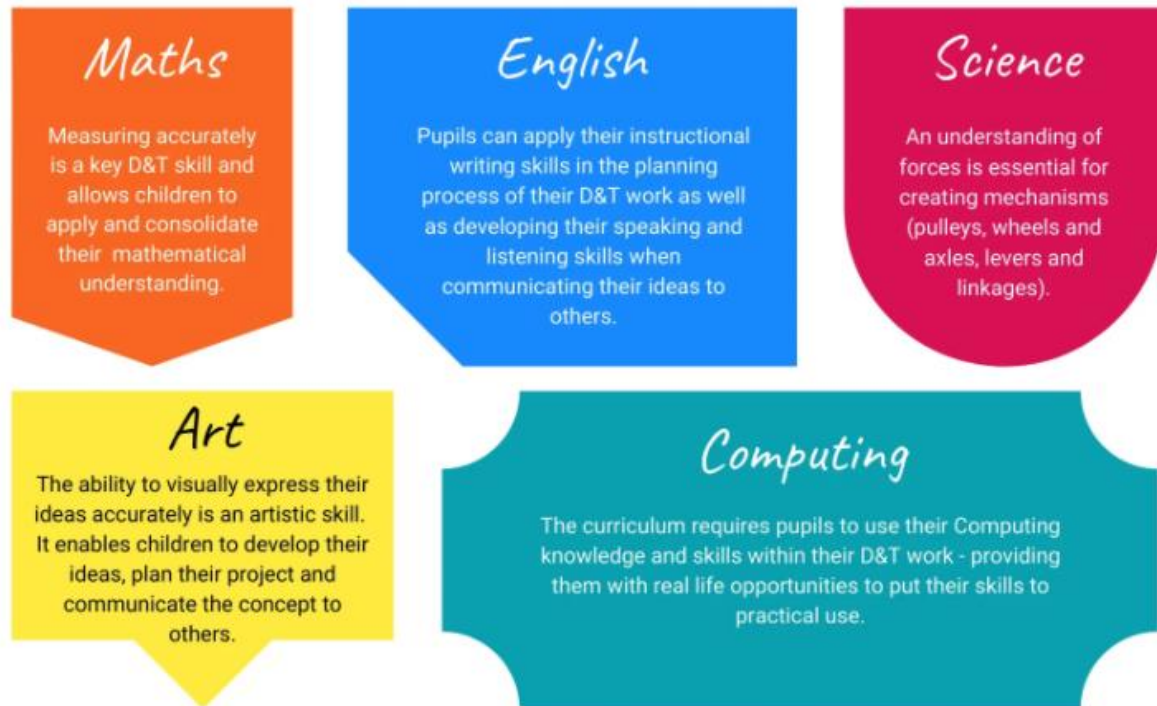 Maths
Measuring accurately
is a key D&T skill and
allows children to
apply and consolidate
their mathematical
understanding.
English
Pupils can apply their instructional
writing skills in the planning
process of their D&T work as well
as developing their speaking and
listening skills when
communicating their ideas to
others.
Science
An understanding of
forces is essential for
creating mechanisms
(pulleys, wheels and
axles, levers and
linkages).
Art
The ability to visually express their
ideas accurately is an artistic skill.
It enables children to develop their
ideas, plan their project and
communicate the concept to
others.
Computing
The curriculum requires pupils to use their Computing
knowledge and skills within their D&T work - providing
them with real life opportunities to put their skills to
practical use.